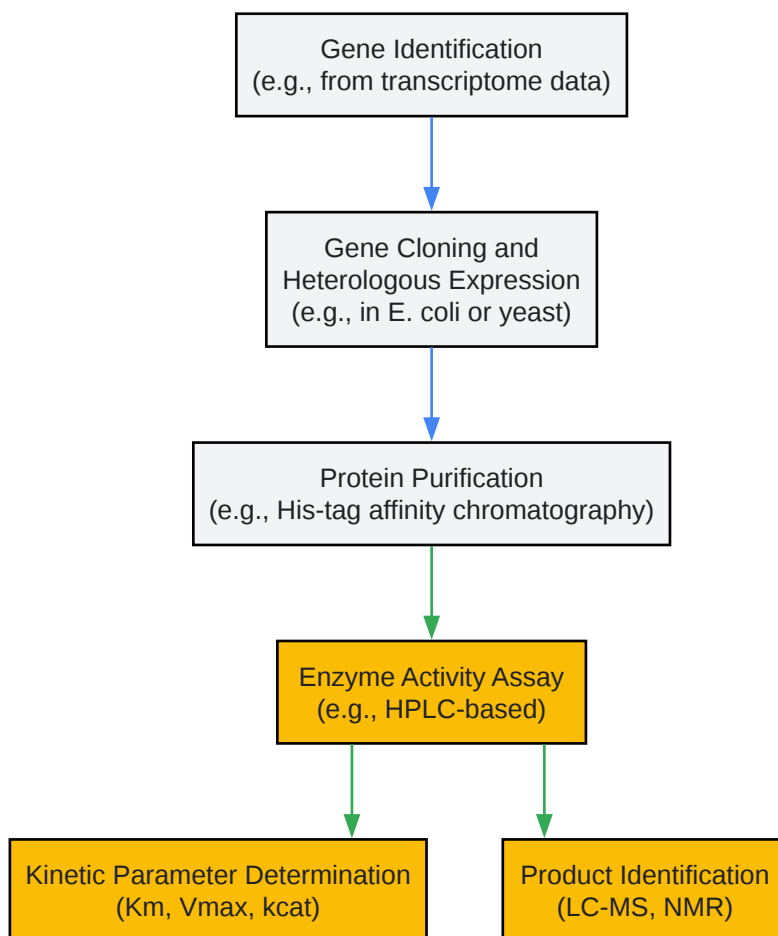 Gene Identification
(e.g., from transcriptome data)
Gene Cloning and
Heterologous Expression
(e.g., in E. coli or yeast)
Protein Purification
(e.g., His-tag affinity chromatography)
Enzyme Activity Assay
(e.g., HPLC-based)
Kinetic Parameter Determination
(Km, Vmax, kcat)
Product Identification
(LC-MS, NMR)